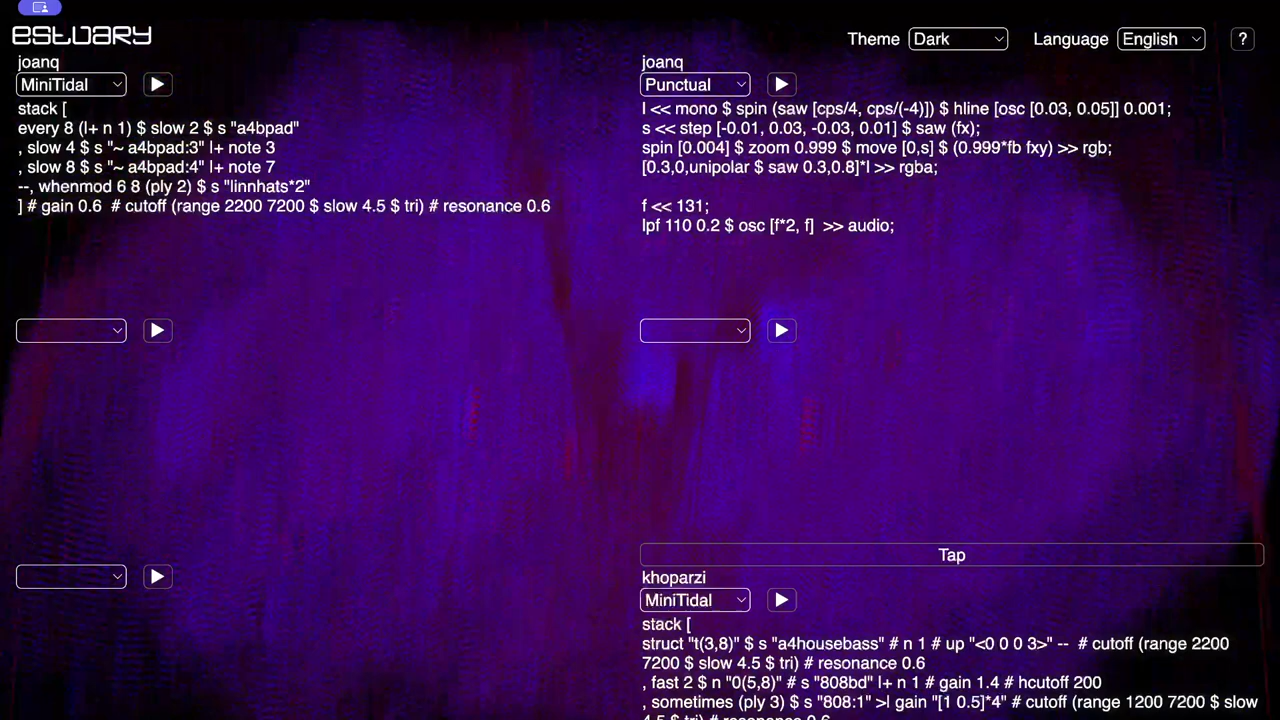 estuary
Theme Dark Language English ?
joanq
MiniTidal
stack [
every 8 (|+ n 1) $ slow 2 $ s "a4bpad"
, slow 4 $ s "~ a4bpad:3" |+ note 3
, slow 8 $ s "~ a4bpad:4" |+ note 7
--, whenmod 6 8 (ply 2) $ s "linnhats*2"
] # gain 0.6  # cutoff (range 2200 7200 $ slow 4.5 $ tri) # resonance 0.6
joanq
Punctual
l << mono $ spin (saw [cps/4, cps/(-4)]) $ hline [osc [0.03, 0.05]] 0.001;
s << step [-0.01, 0.03, -0.03, 0.01] $ saw (fx);
spin [0.004] $ zoom 0.999 $ move [0,s] $ (0.999*fb fxy) >> rgb;
[0.3,0,unipolar $ saw 0.3,0.8]*l >> rgba;
f << 131;
lpf 110 0.2 $ osc [f*2, f]  >> audio;
Tap
khoparzi
MiniTidal
stack [
struct "t(3,8)" $ s "a4housebass" # n 1 # up "<0 0 0 3>" --  # cutoff (range 2200
7200 $ slow 4.5 $ tri) # resonance 0.6
, fast 2 $ n "0(5,8)" # s "808bd" |+ n 1 # gain 1.4 # hcutoff 200
, sometimes (ply 3) $ s "808:1" >| gain "[1 0.5]*4" # cutoff (range 1200 7200 $ slow
4.5 $ tri) # resonance 0.6